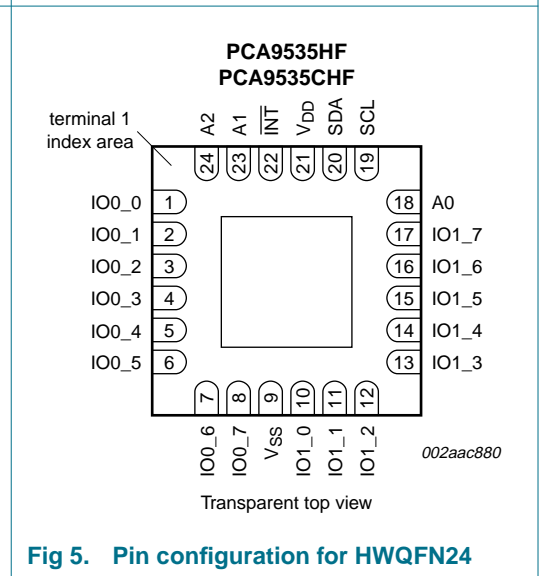 PCA9535HF
PCA9535CHF
terminal 1
index area
A2
A1
INT
VDD
SDA
SCL
24
23
22
21
20
19
IO0_0 1
18 A0
IO0_1 2
17 IO1_7
IO0_2 3
16 IO1_6
IO0_3 4
15 IO1_5
IO0_4 5
14 IO1_4
IO0_5 6
13 IO1_3
7
8
9
10
11
12
IO0_6
IO0_7
VSS
IO1_0
IO1_1
IO1_2
002aac880
Transparent top view
Fig 5. Pin configuration for HWQFN24